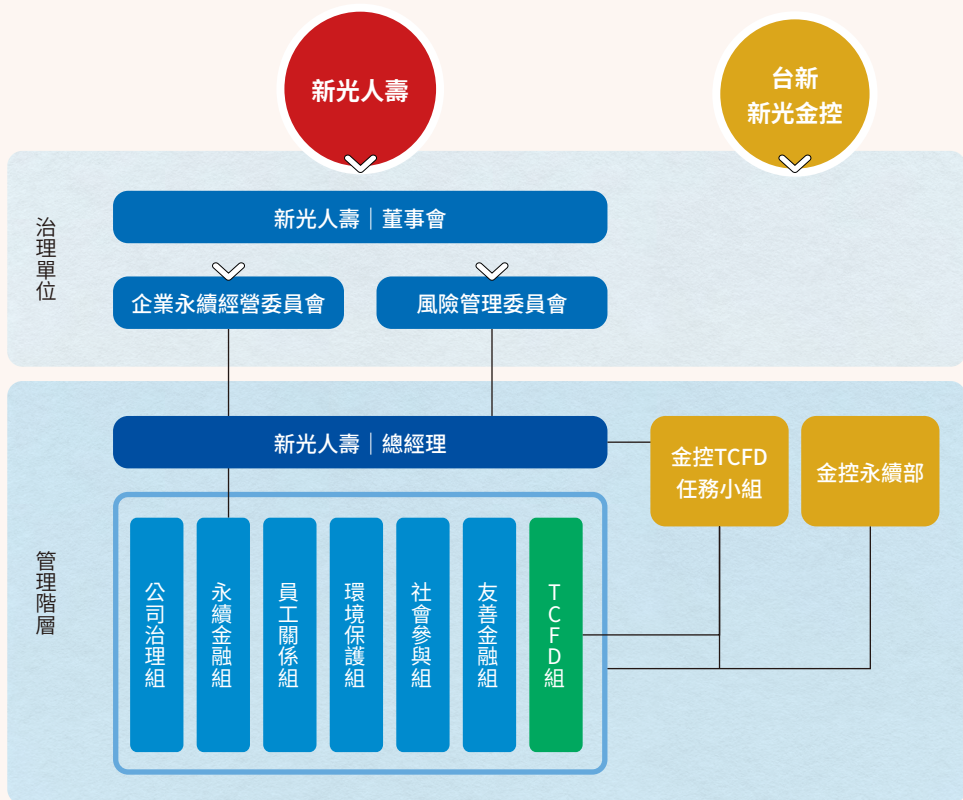 新光人壽
台新
新光金控
治理單位
新光人壽｜董事會
企業永續經營委員會
風險管理委員會
管理階層
新光人壽｜總經理
金控TCFD
任務小組
金控永續部
公司治理組
永續金融組
員工關係組
環境保護組
社會參與組
友善金融組
TCFD組